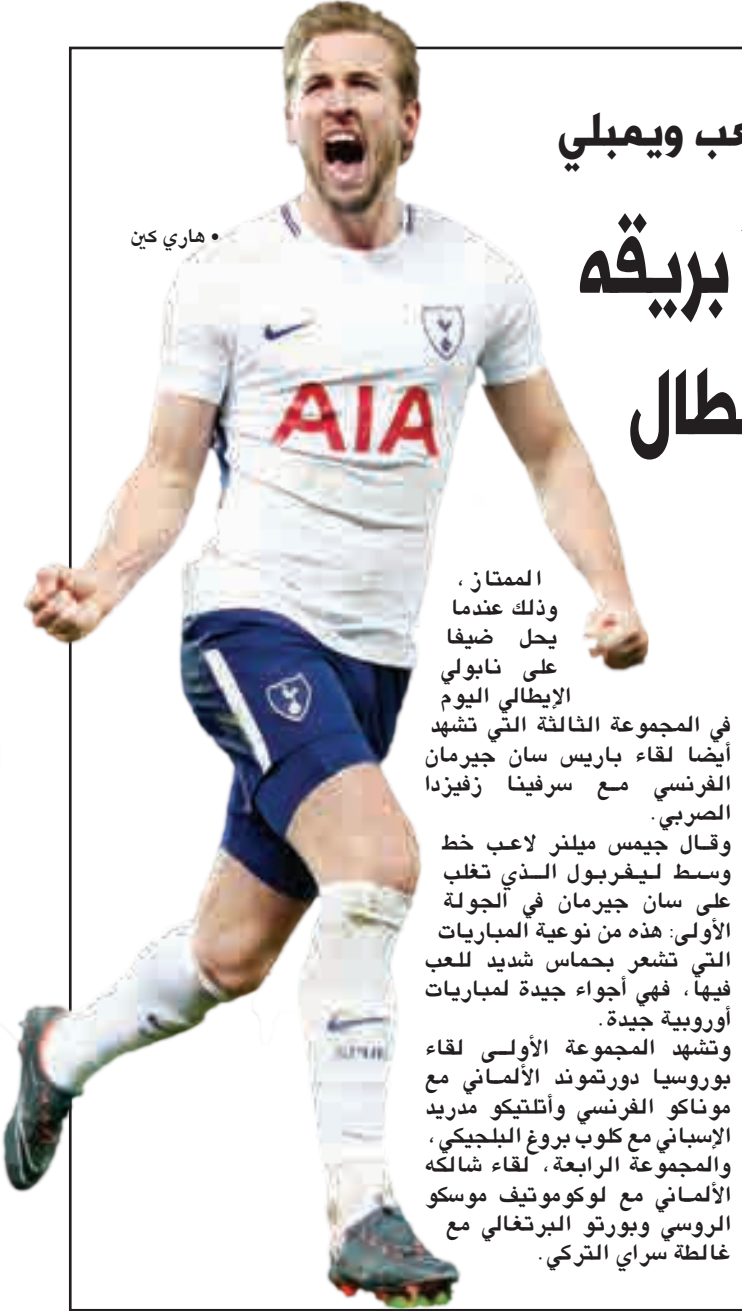 ويمبلي
بريقه
• هاري كين
AIA
الممتاز،
وذلك عندما
يحل ضيفا
على نابولي
الإيطالي اليوم
في المجموعة الثالثة التي تشهد
أيضا لقاء باريس سان جيرمان
الفرنسي مع سرفينا زفيزدا
الصربي.
وقال جيمس ميلنر لاعب خط
وسط ليفربول الذي تغلب
على سان جيرمان في الجولة
الأولى: هذه من نوعية المباريات
التي تشعر بحماس شديد للعب
فيها، فهي أجواء جيدة لمباريات
أوروبية جيدة.
وتشهد المجموعة الأولى لقاء
بوروسيا دورتموند الألماني مع
موناكو الفرنسي وأتلتيكو مدريد
الإسباني مع كلوب بروغ البلجيكي،
والمجموعة الرابعة، لقاء شالكه
الألماني مع لوكوموتيف موسكو
الروسي وبورتو البرتغالي مع
غالطة سراي التركي.